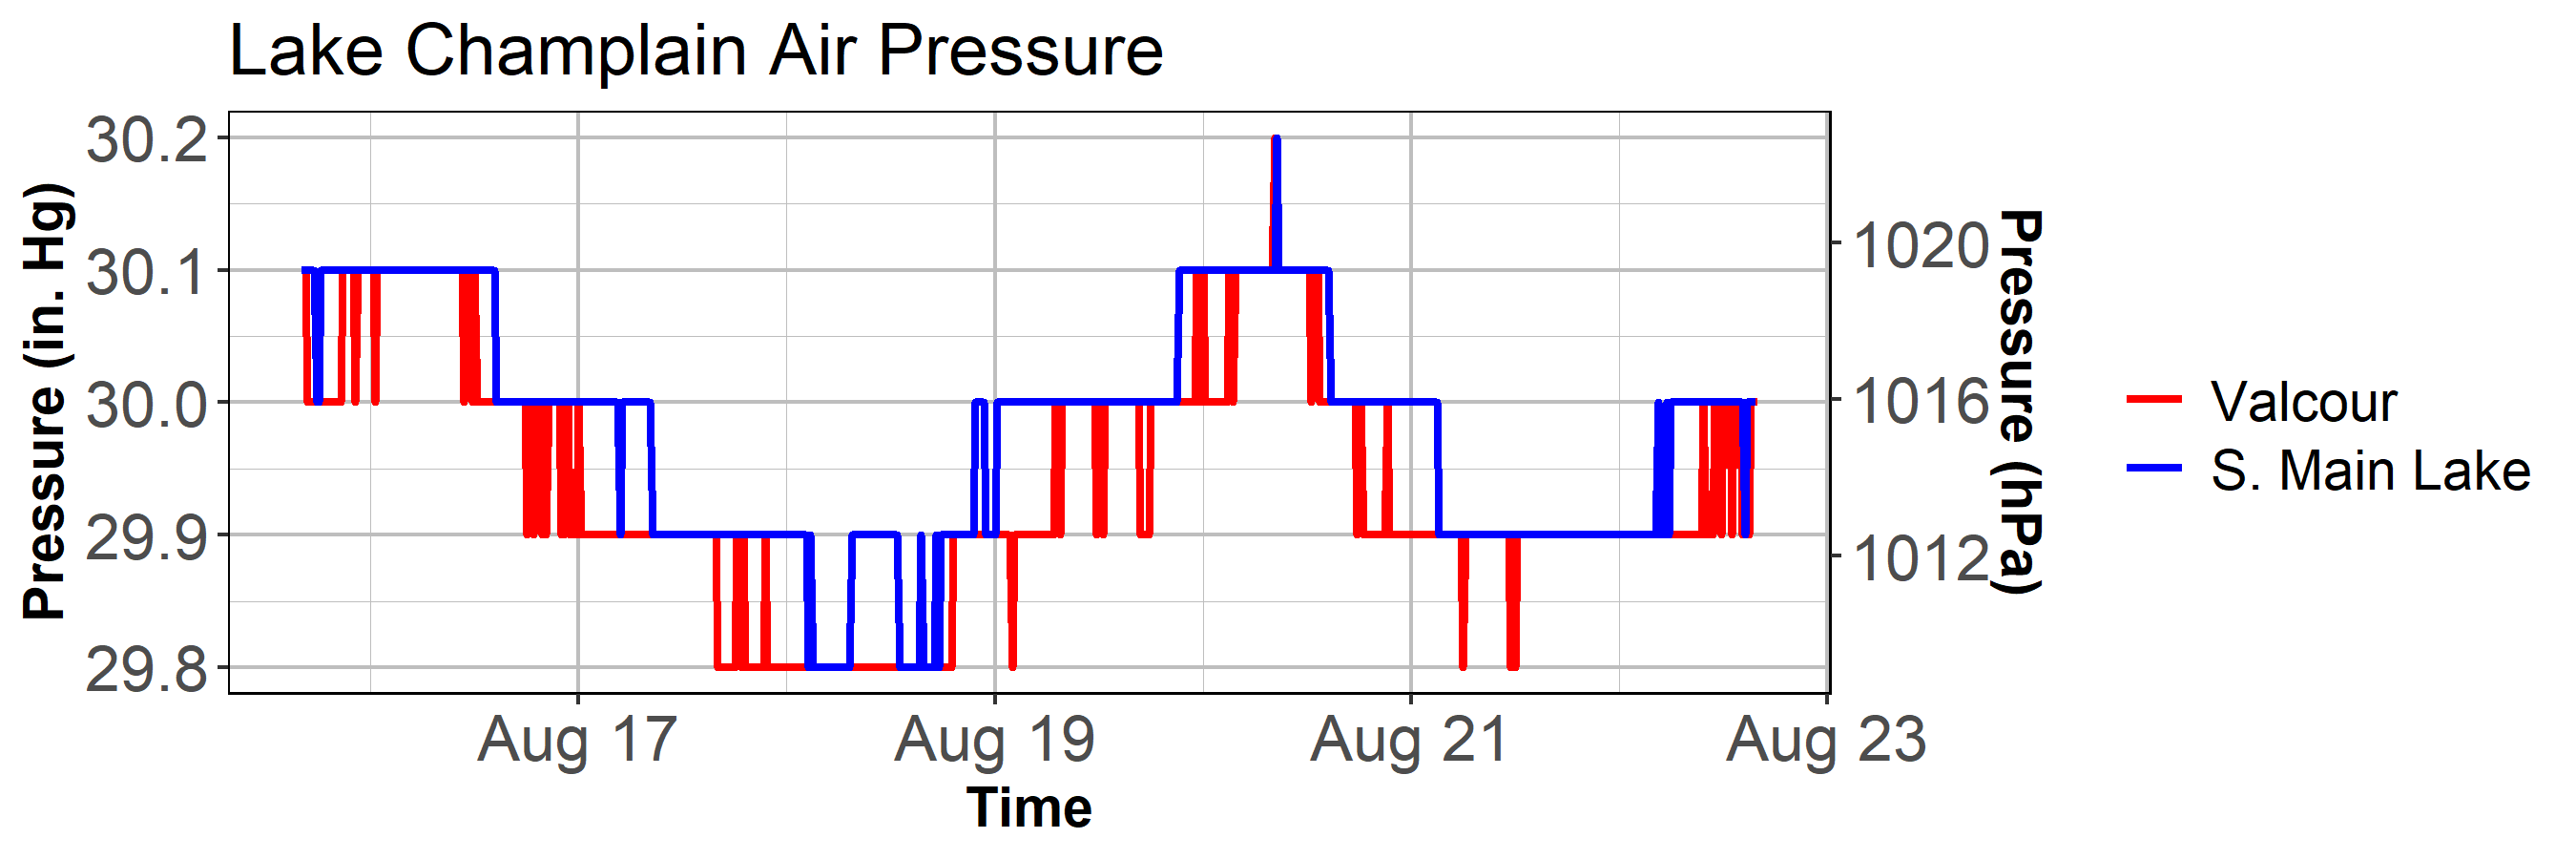 Lake Champlain Air Pressure
30.2
30.1
30.0
29.9
29.8
Pressure (in. Hg)
1020
1016
1012
Pressure (hPa)
Aug 17
Aug 19
Aug 21
Aug 23
Time
Valcour
S. Main Lake